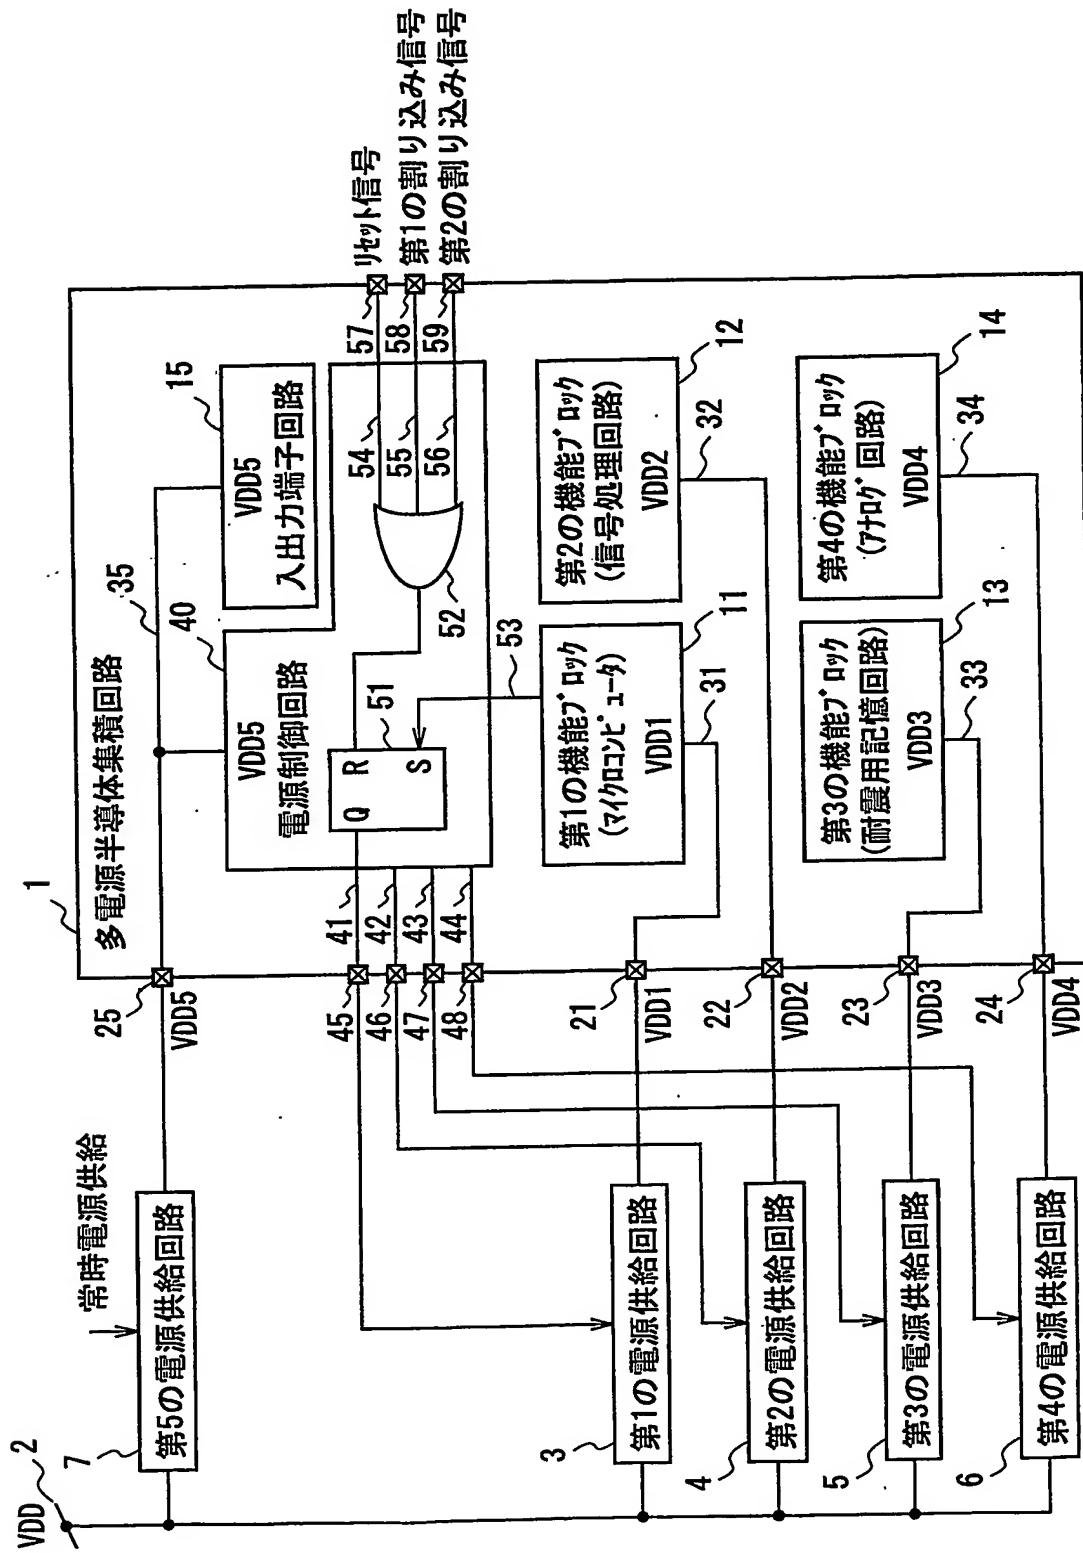 VDD
2
常時電源供給
7
第5の電源供給回路
3
第1の電源供給回路
4
第2の電源供給回路
5
第3の電源供給回路
6
第4の電源供給回路
1
多電源半導体集積回路
25
VDD5
35
40
VDD5
電源制御回路
15
VDD5
入出力端子回路
リセット信号
第1の割り込み信号
第2の割り込み信号
57
58
59
54
55
56
52
51
Q
R
S
53
41
42
43
44
45
46
47
48
21
VDD1
22
VDD2
23
VDD3
24
VDD4
第1の機能ブロック
(マイクロコンピュータ)
VDD1
11
31
第2の機能ブロック
(信号処理回路)
VDD2
12
32
第3の機能ブロック
(耐震用記憶回路)
VDD3
13
33
第4の機能ブロック
(アナログ回路)
VDD4
14
34